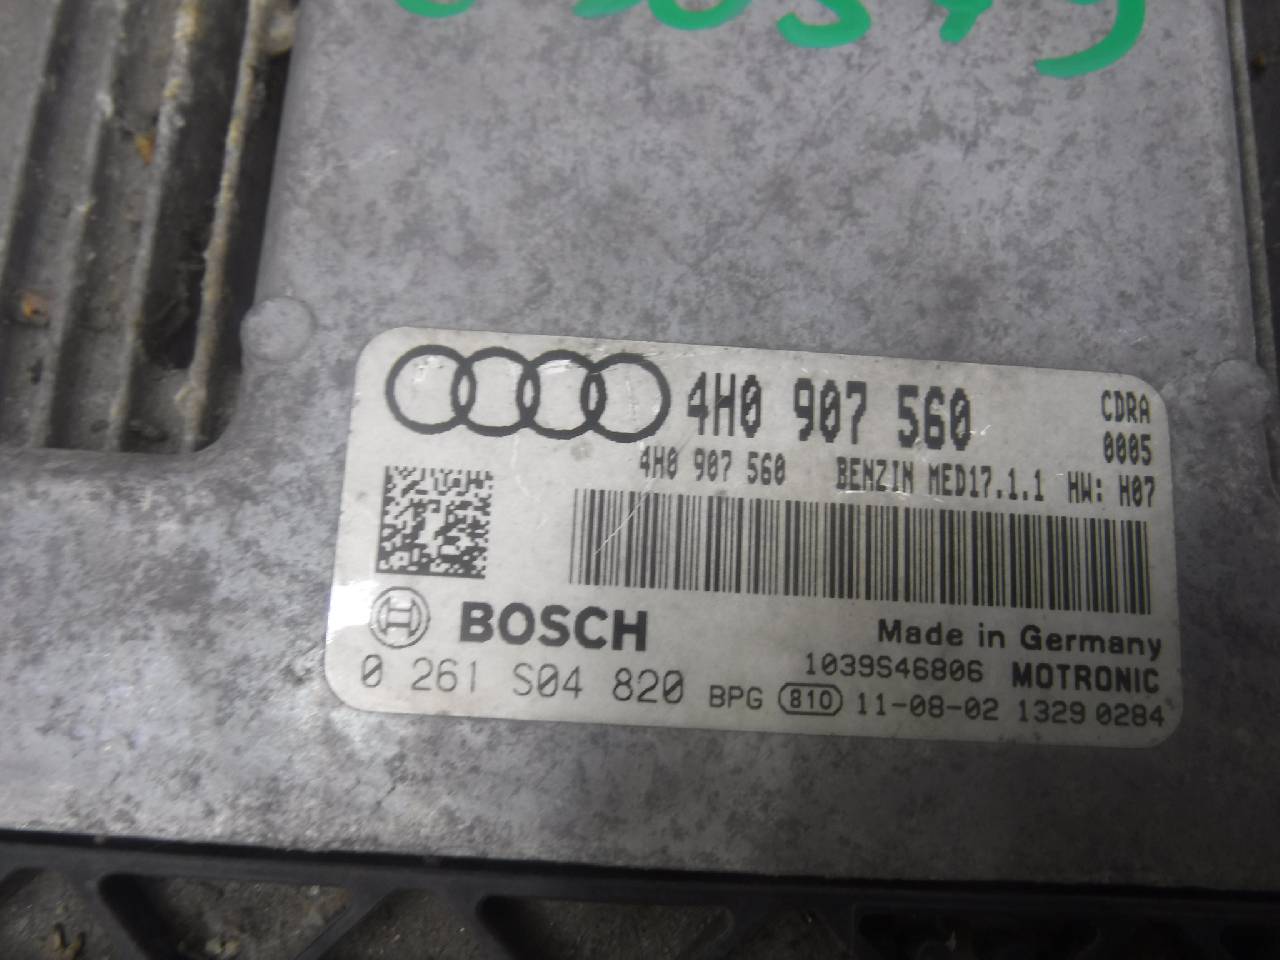 4H0 907 560 CDRA
0005
4H0 907 560 BENZIN MED17.1.1 HW: H07
BOSCH
Made in Germany
1039S46806 MOTRONIC
0 261 S04 820 BPG 810 11-08-02 1329 0284